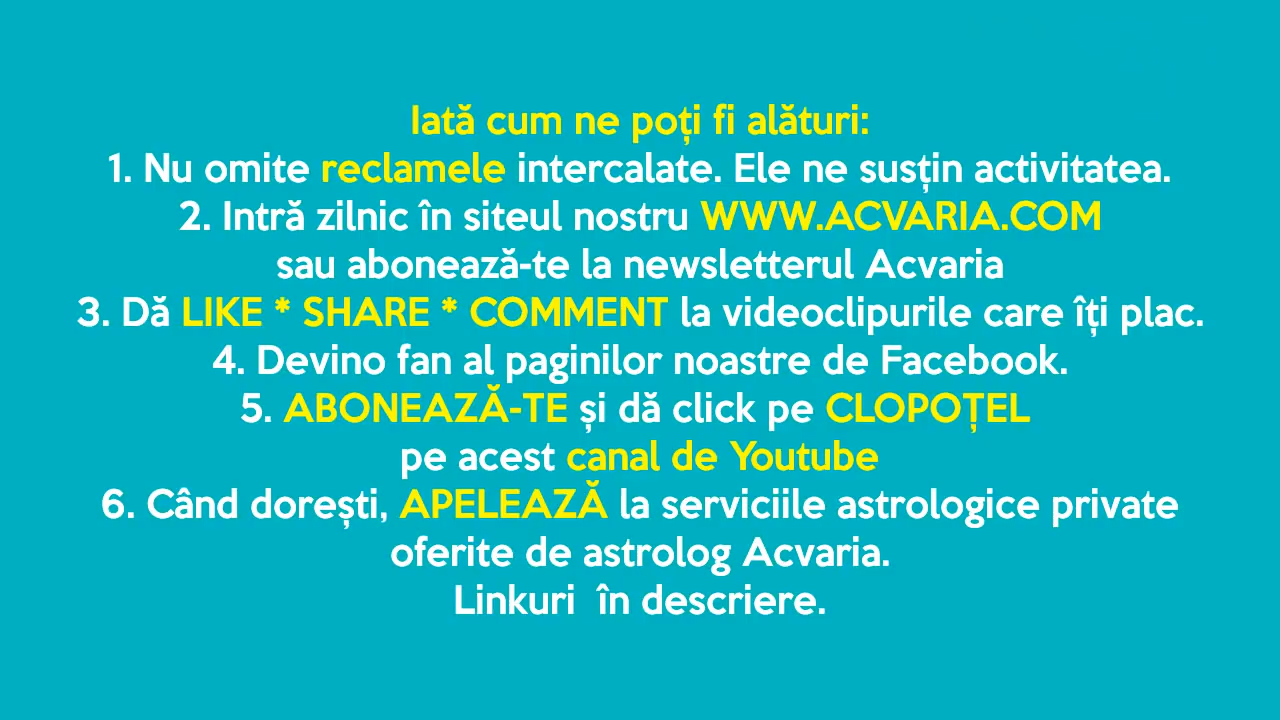 Iată cum ne poți fi alături:
1. Nu omite reclamele intercalate. Ele ne susțin activitatea.
2. Intră zilnic în siteul nostru WWW.ACVARIA.COM
sau abonează-te la newsletterul Acvaria
3. Dă LIKE * SHARE * COMMENT la videoclipurile care îți plac.
4. Devino fan al paginilor noastre de Facebook.
5. ABONEAZĂ-TE și dă click pe CLOPOȚEL
pe acest canal de Youtube
6. Când dorești, APELEAZĂ la serviciile astrologice private
oferite de astrolog Acvaria.
Linkuri  în descriere.